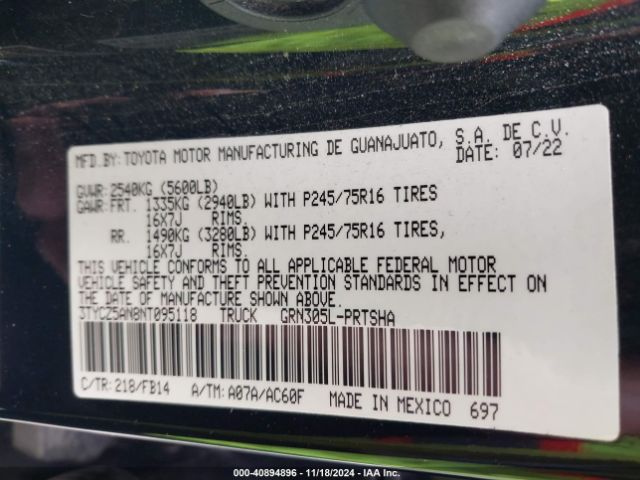 MFD.BY:TOYOTA MOTOR MANUFACTURING DE GUANAJUATO, S.A. DE C.V.
DATE: 07/22
GVWR:2540KG (5600LB)
GAWR:FRT. 1335KG (2940LB) WITH P245/75R16 TIRES
16X7J RIMS.
RR. 1490KG (3280LB) WITH P245/75R16 TIRES,
16X7J RIMS.
THIS VEHICLE CONFORMS TO ALL APPLICABLE FEDERAL MOTOR
VEHICLE SAFETY AND THEFT PREVENTION STANDARDS IN EFFECT ON
THE DATE OF MANUFACTURE SHOWN ABOVE.
3TYCZ5AN8NT095118 TRUCK GRN305L-PRTSHA
C/TR:218/FB14 A/TM:A07A/AC60F
MADE IN MEXICO 697
000-40894896 - 11/18/2024 - IAA Inc.